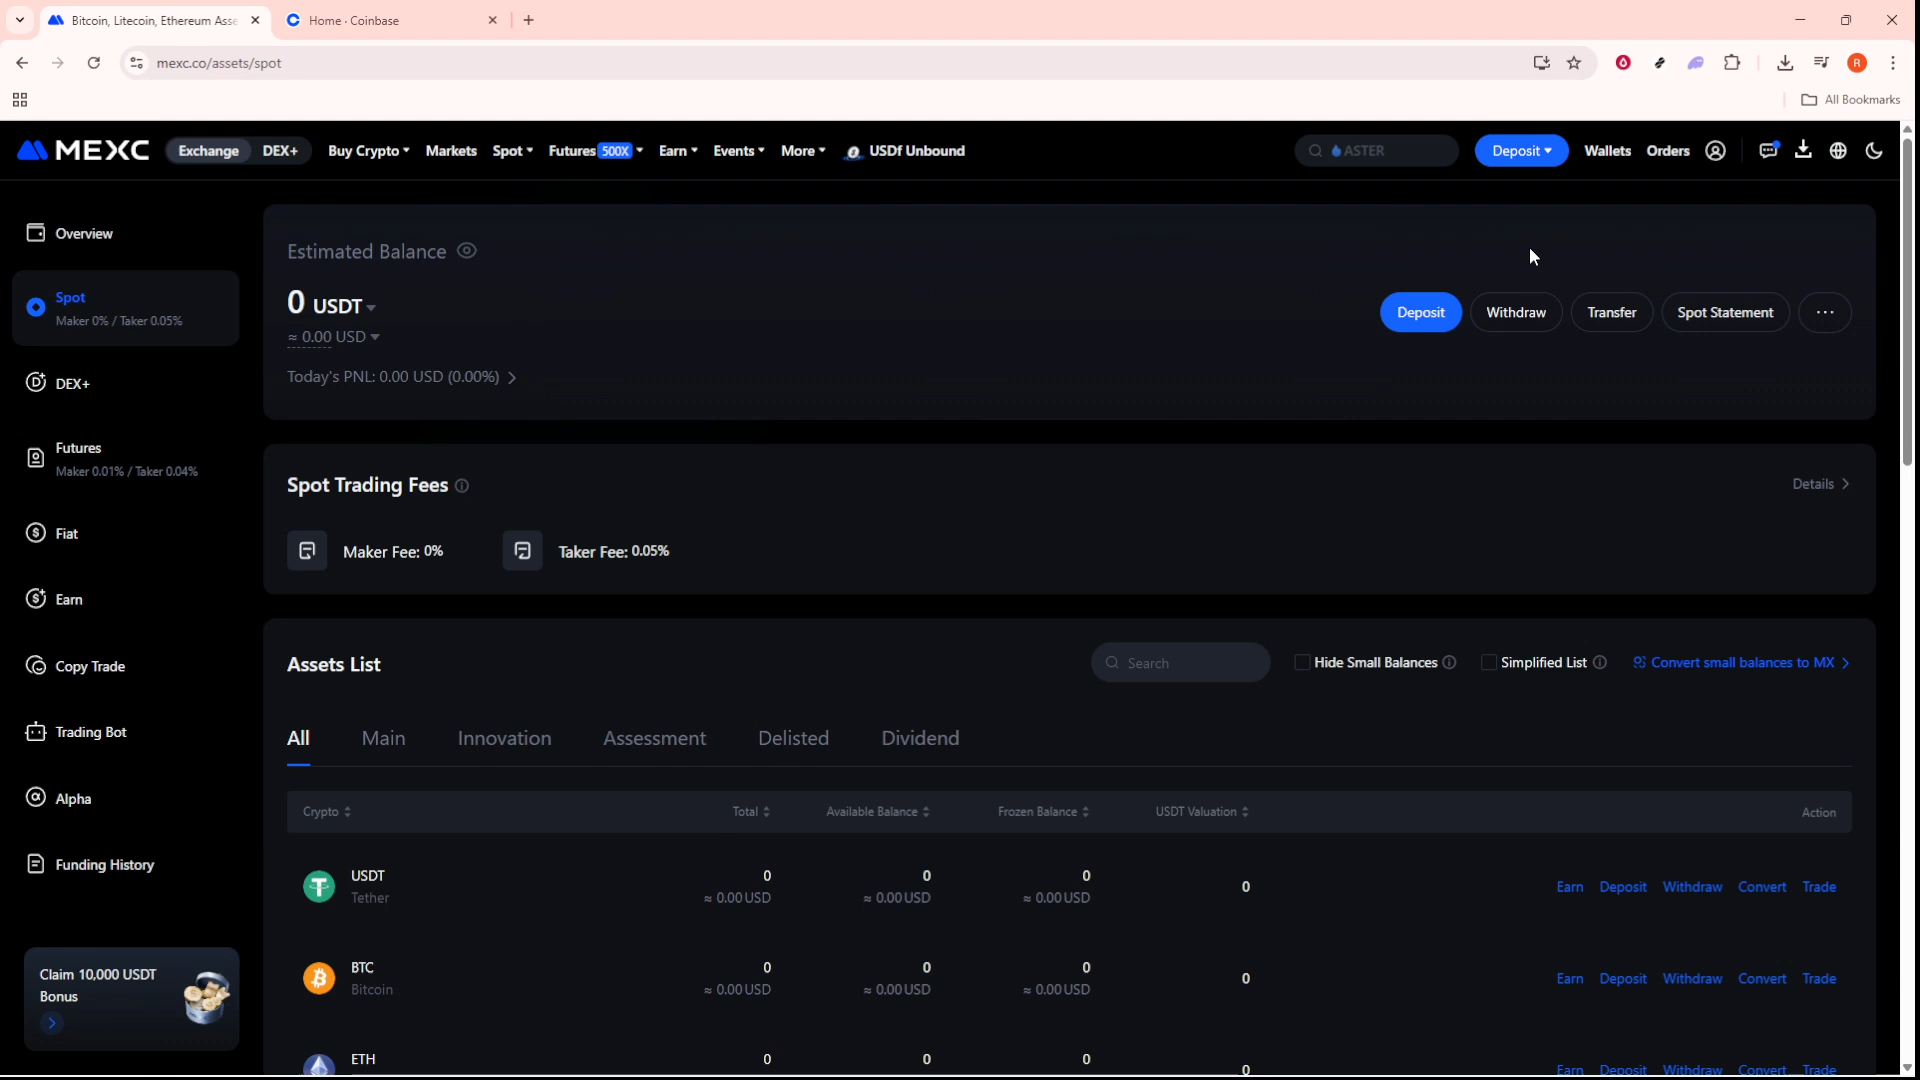 Bitcoin, Litecoin, Ethereum Asse
Home - Coinbase
mexc.co/assets/spot
R
All Bookmarks
MEXC
Exchange
DEX+
Buy Crypto
Markets
Spot
Futures 500X
Earn
Events
More
USDf Unbound
ASTER
Deposit
Wallets
Orders
Overview
Spot
Maker 0% / Taker 0.05%
DEX+
Futures
Maker 0.01% / Taker 0.04%
Fiat
Earn
Copy Trade
Trading Bot
Alpha
Funding History
Claim 10,000 USDT
Bonus
Estimated Balance
0 USDT
≈ 0.00 USD
Today's PNL: 0.00 USD (0.00%)
Deposit
Withdraw
Transfer
Spot Statement
Spot Trading Fees
Details
Maker Fee: 0%
Taker Fee: 0.05%
Assets List
Search
Hide Small Balances
Simplified List
Convert small balances to MX
All
Main
Innovation
Assessment
Delisted
Dividend
Crypto
Total
Available Balance
Frozen Balance
USDT Valuation
Action
USDT
Tether
0
≈ 0.00 USD
0
≈ 0.00 USD
0
≈ 0.00 USD
0
Earn Deposit Withdraw Convert Trade
BTC
Bitcoin
0
≈ 0.00 USD
0
≈ 0.00 USD
0
≈ 0.00 USD
0
Earn Deposit Withdraw Convert Trade
ETH
0
0
0
0
Earn Deposit Withdraw Convert Trade